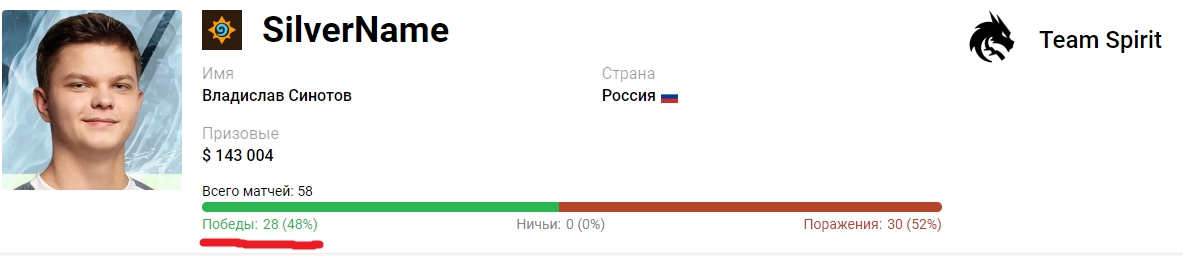 SilverName
Team Spirit
Имя
Владислав Синотов
Страна
Россия
Призовые
$ 143 004
Всего матчей: 58
Победы: 28 (48%)
Ничьи: 0 (0%)
Поражения: 30 (52%)